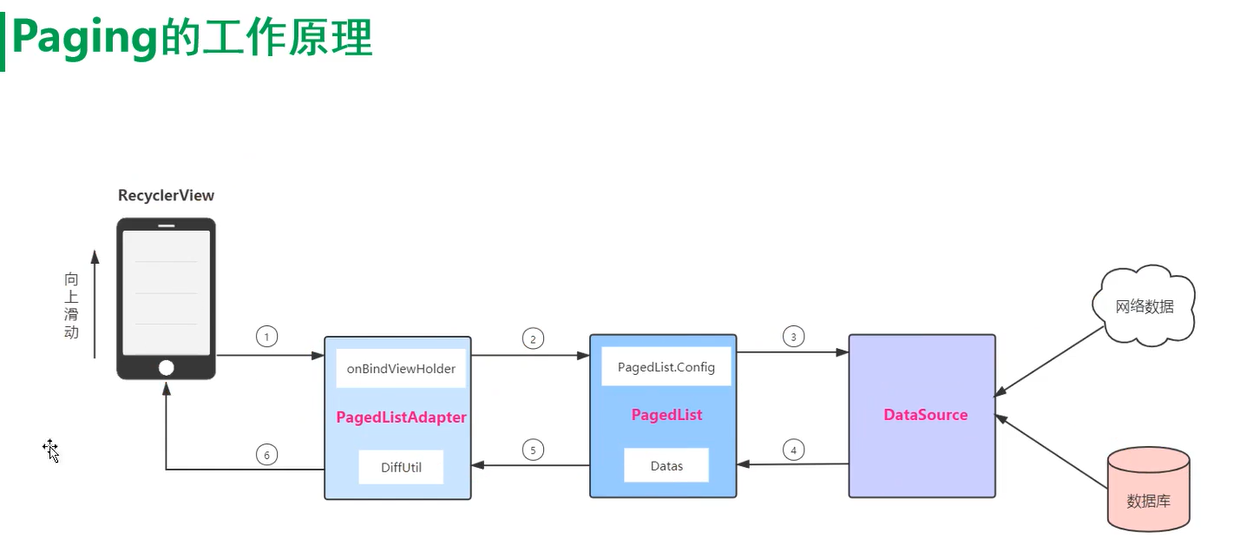 Paging的工作原理
RecyclerView
向上滑动
网络数据
①
②
③
onBindViewHolder
PagedList.Config
PagedListAdapter
PagedList
DataSource
⑥
⑤
④
DiffUtil
Datas
数据库